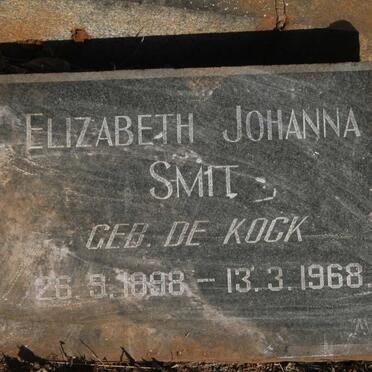 ELIZABETH JOHANNA
SMIT
GEB. DE KOCK
26 9.1898 – 13.3.1968.